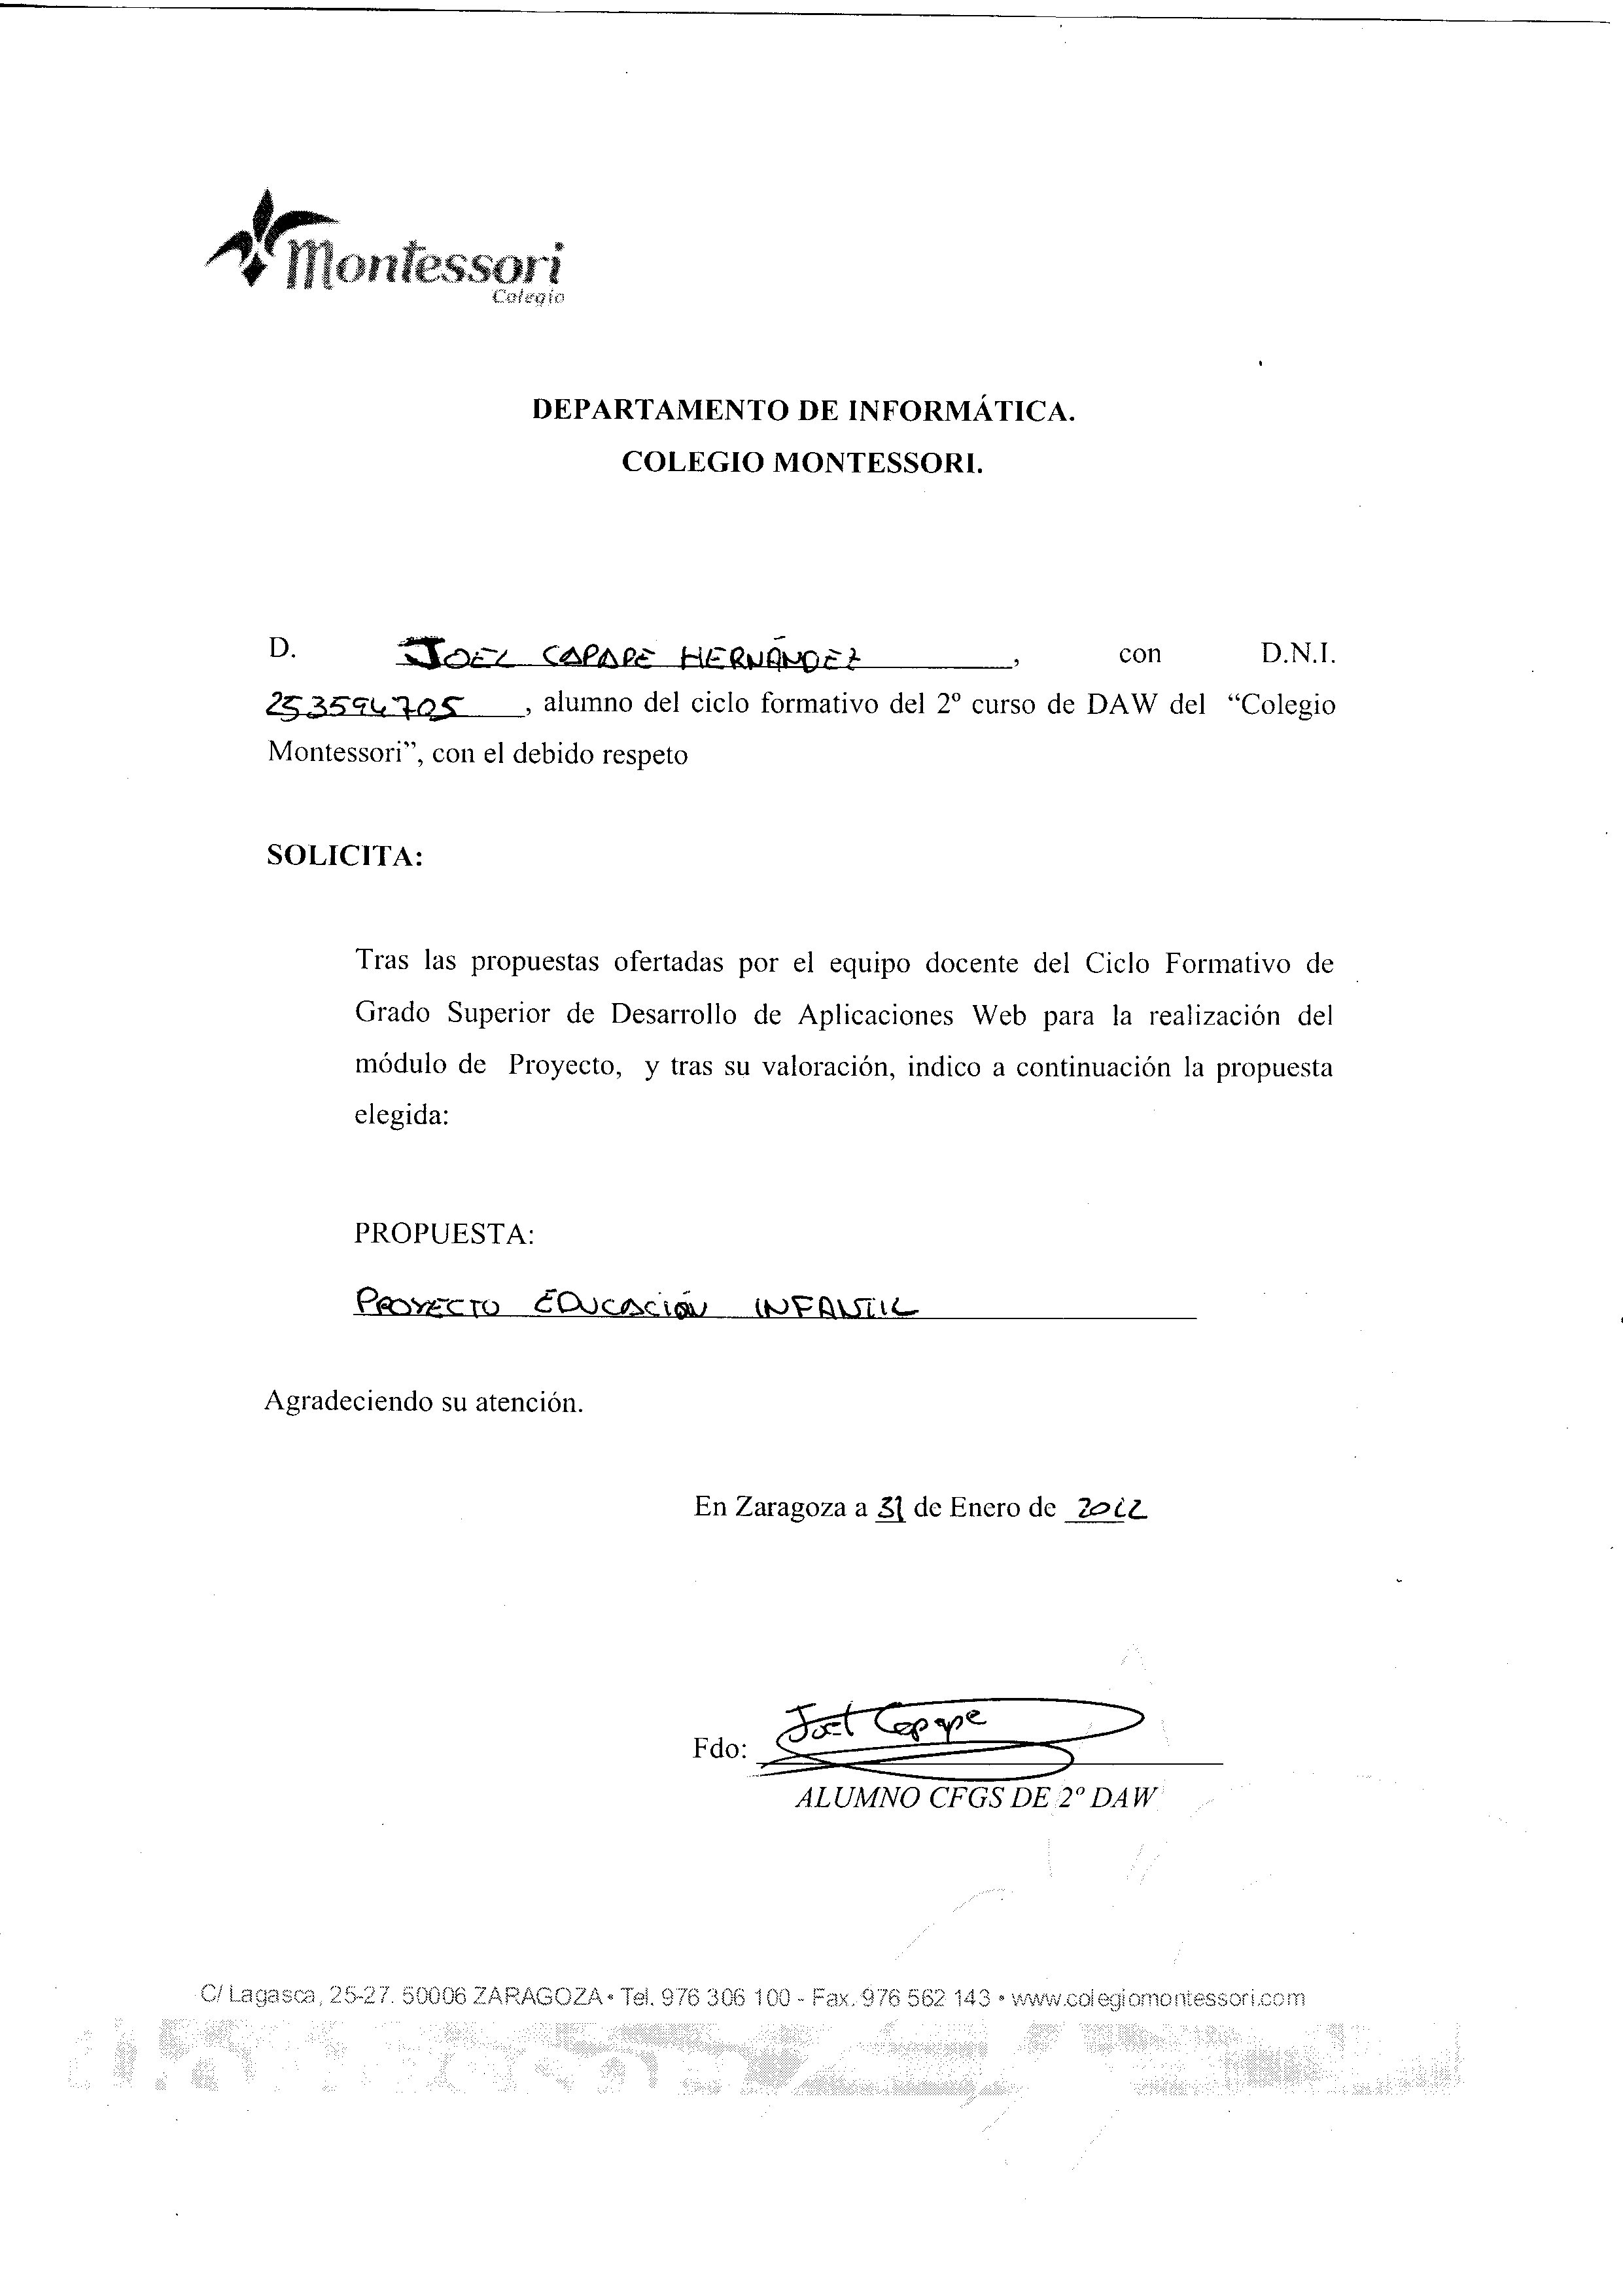 Montessori
Colegio
DEPARTAMENTO DE INFORMÁTICA.
COLEGIO MONTESSORI.
D. JOEL CAPAPE HERNÁNDEZ , con D.N.I.
253594705 , alumno del ciclo formativo del 2º curso de DAW del “Colegio
Montessori”, con el debido respeto
SOLICITA:
Tras las propuestas ofertadas por el equipo docente del Ciclo Formativo de
Grado Superior de Desarrollo de Aplicaciones Web para la realización del
módulo de Proyecto, y tras su valoración, indico a continuación la propuesta
elegida:
PROPUESTA:
PROYECTO EDUCACIÓN INFANTIL
Agradeciendo su atención.
En Zaragoza a 31 de Enero de 2022
Fdo: Joel Capape
ALUMNO CFGS DE 2º DAW
C/ Lagasca, 25-27. 50006 ZARAGOZA • Tel. 976 306 100 - Fax. 976 562 143 • www.colegiomontessori.com